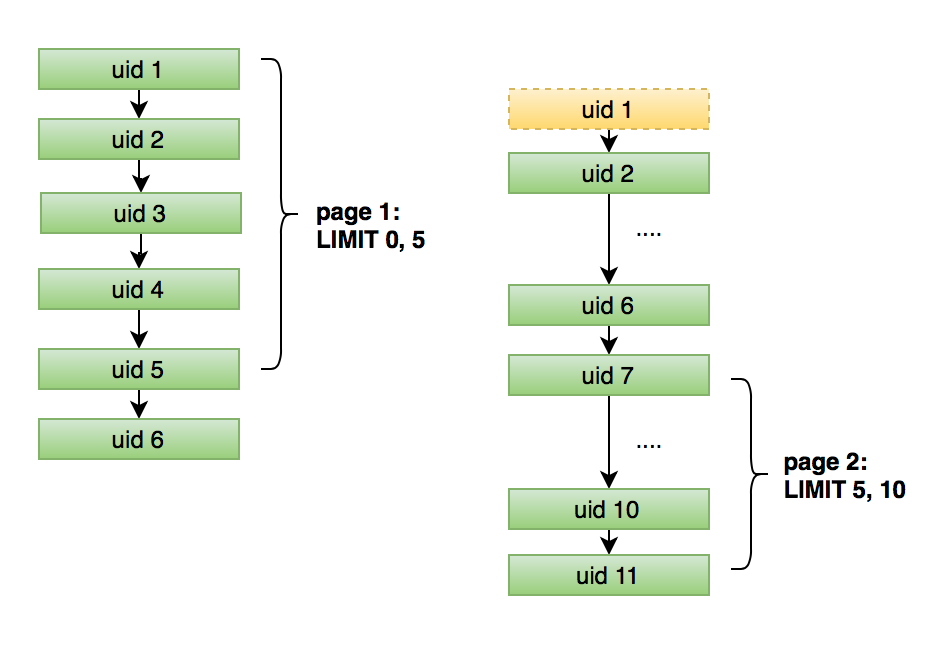 uid 1
uid 2
uid 3
uid 4
uid 5
uid 6
page 1:
LIMIT 0, 5
uid 1
uid 2
....
uid 6
uid 7
....
uid 10
uid 11
page 2:
LIMIT 5, 10